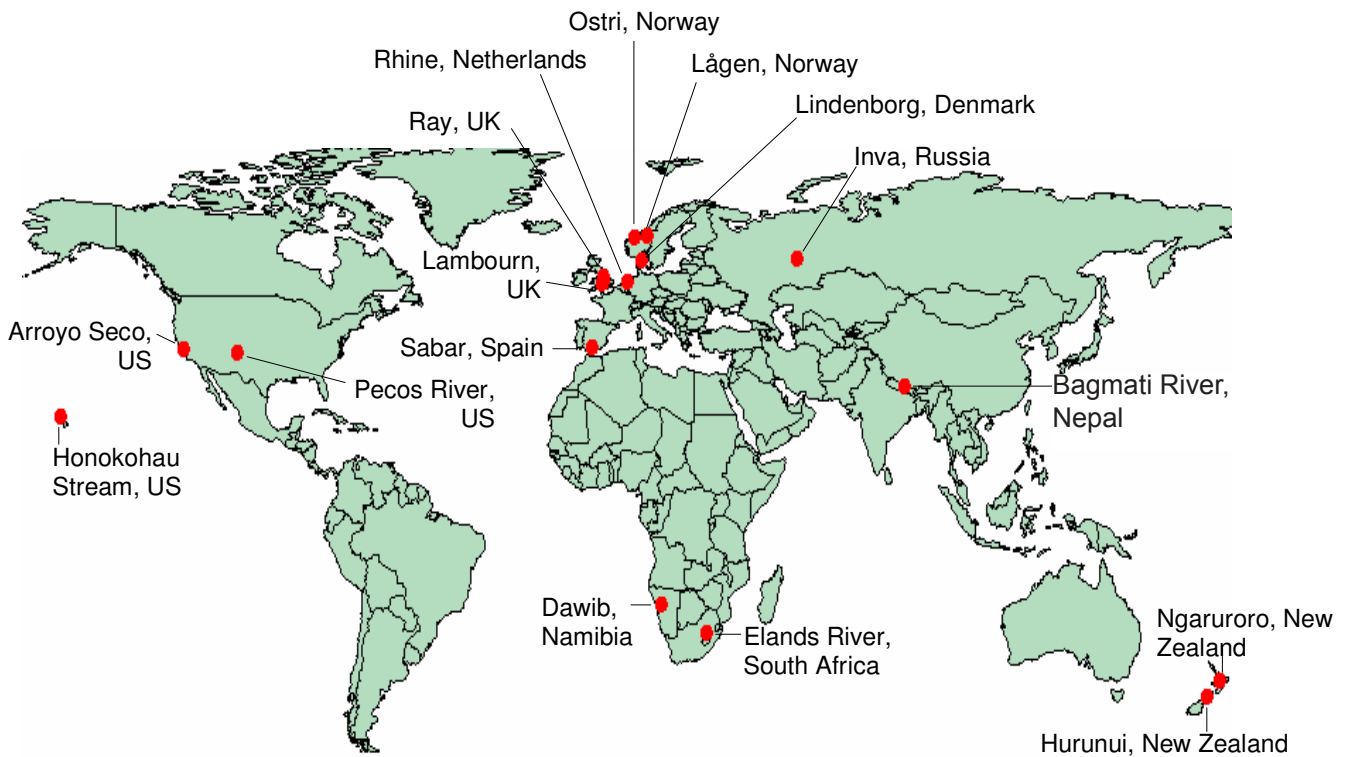 Ostri, Norway
Rhine, Netherlands
Lågen, Norway
Lindenborg, Denmark
Ray, UK
Inva, Russia
Lambourn,
UK
Arroyo Seco,
US
Sabar, Spain
Pecos River,
US
Bagmati River,
Nepal
Honokohau
Stream, US
Dawib,
Namibia
Elands River,
South Africa
Ngaruroro, New
Zealand
Hurunui, New Zealand